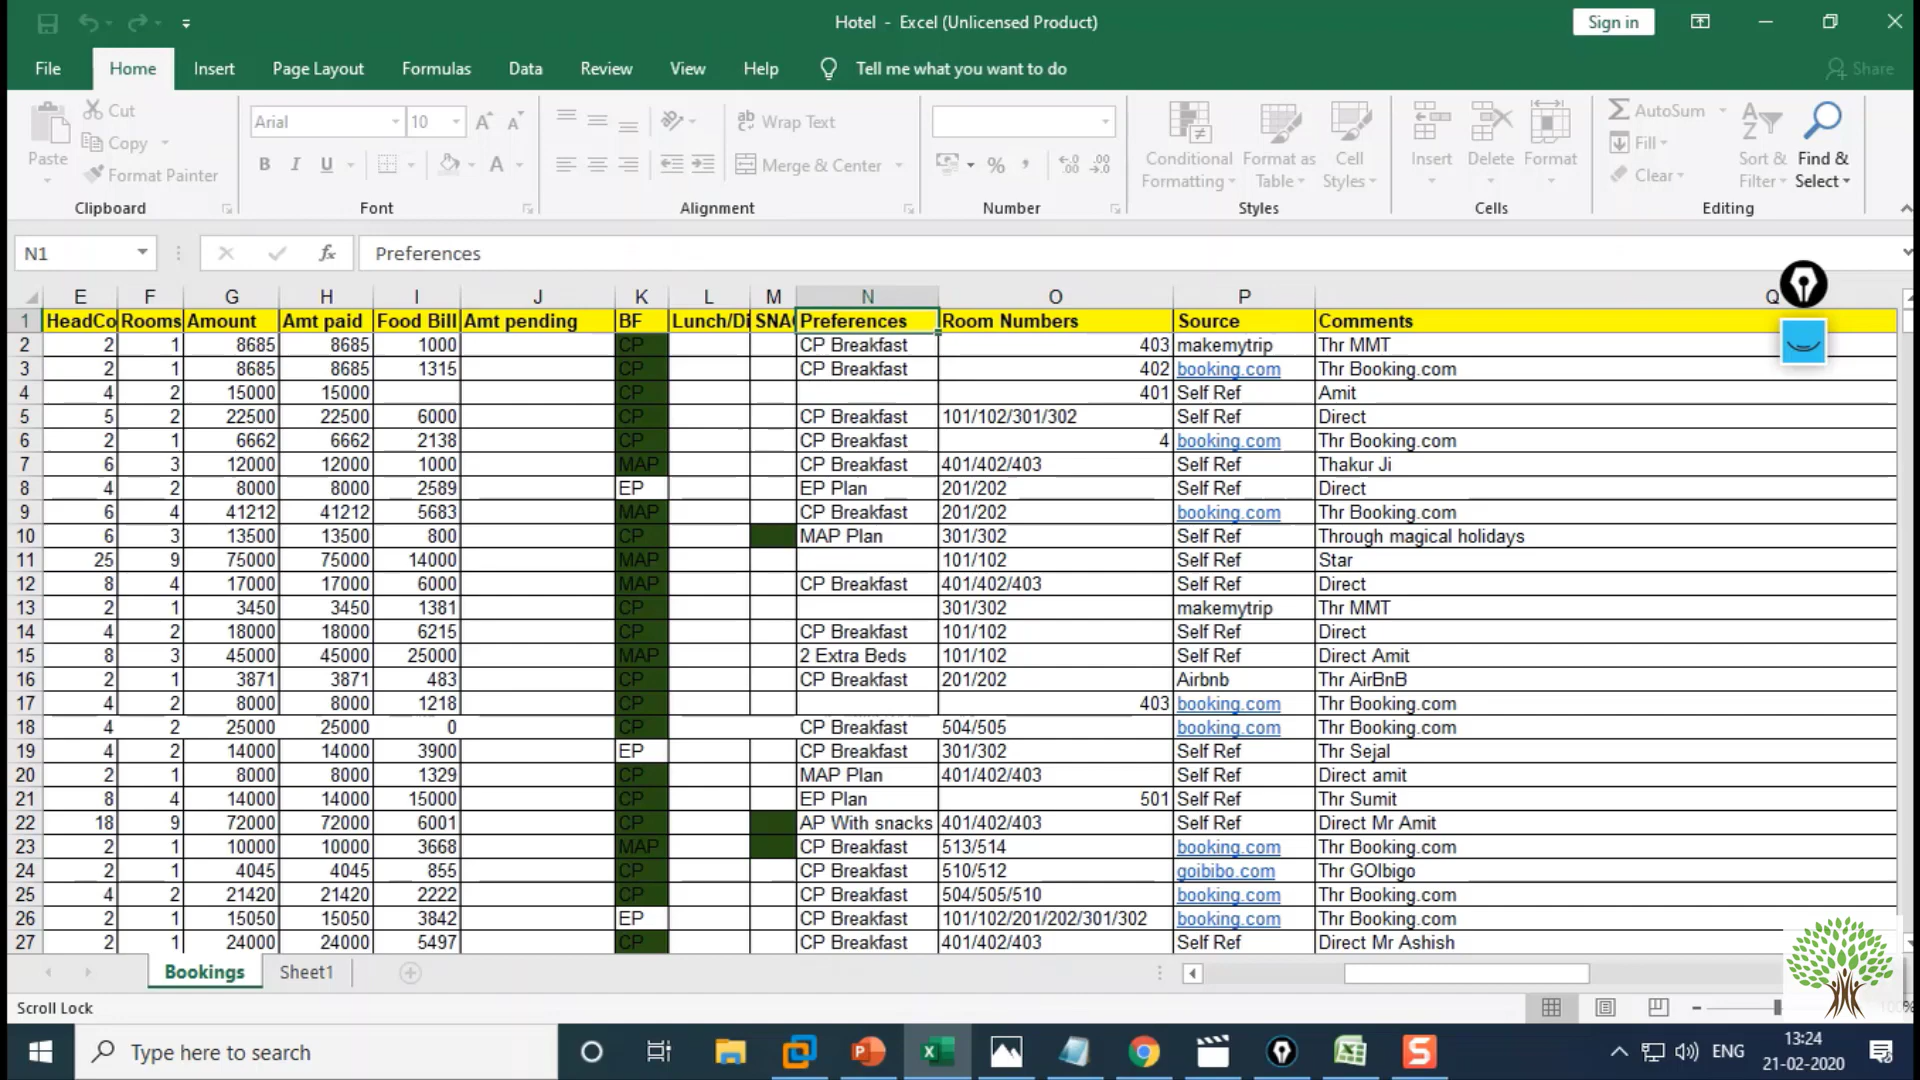 Hotel - Excel (Unlicensed Product)
Sign in
File Home Insert Page Layout Formulas Data Review View Help Tell me what you want to do Share
Paste Cut Copy Format Painter Clipboard
Arial 10 B I U A Font
Wrap Text Merge & Center Alignment
% , Number
Conditional Formatting Format as Table Cell Styles Styles
Insert Delete Format Cells
AutoSum Fill Clear Sort & Filter Find & Select Editing
N1 fx Preferences
E F G H I J K L M N O P Q
1 HeadCo Rooms Amount Amt paid Food Bill Amt pending BF Lunch/Di SNA Preferences Room Numbers Source Comments
2 2 1 8685 8685 1000 CP CP Breakfast 403 makemytrip Thr MMT
3 2 1 8685 8685 1315 CP CP Breakfast 402 booking.com Thr Booking.com
4 4 2 15000 15000 CP 401 Self Ref Amit
5 5 2 22500 22500 6000 CP CP Breakfast 101/102/301/302 Self Ref Direct
6 2 1 6662 6662 2138 CP CP Breakfast 4 booking.com Thr Booking.com
7 6 3 12000 12000 1000 MAP CP Breakfast 401/402/403 Self Ref Thakur Ji
8 4 2 8000 8000 2589 EP EP Plan 201/202 Self Ref Direct
9 6 4 41212 41212 5683 MAP CP Breakfast 201/202 booking.com Thr Booking.com
10 6 3 13500 13500 800 CP MAP Plan 301/302 Self Ref Through magical holidays
11 25 9 75000 75000 14000 MAP 101/102 Self Ref Star
12 8 4 17000 17000 6000 MAP CP Breakfast 401/402/403 Self Ref Direct
13 2 1 3450 3450 1381 CP 301/302 makemytrip Thr MMT
14 4 2 18000 18000 6215 CP CP Breakfast 101/102 Self Ref Direct
15 8 3 45000 45000 25000 MAP 2 Extra Beds 101/102 Self Ref Direct Amit
16 2 1 3871 3871 483 CP CP Breakfast 201/202 Airbnb Thr AirBnB
17 4 2 8000 8000 1218 CP 403 booking.com Thr Booking.com
18 4 2 25000 25000 0 CP CP Breakfast 504/505 booking.com Thr Booking.com
19 4 2 14000 14000 3900 EP CP Breakfast 301/302 Self Ref Thr Sejal
20 2 1 8000 8000 1329 CP MAP Plan 401/402/403 Self Ref Direct amit
21 8 4 14000 14000 15000 CP EP Plan 501 Self Ref Thr Sumit
22 18 9 72000 72000 6001 CP AP With snacks 401/402/403 Self Ref Direct Mr Amit
23 2 1 10000 10000 3668 MAP CP Breakfast 513/514 booking.com Thr Booking.com
24 2 1 4045 4045 855 CP CP Breakfast 510/512 goibibo.com Thr GOIbigo
25 4 2 21420 21420 2222 CP CP Breakfast 504/505/510 booking.com Thr Booking.com
26 2 1 15050 15050 3842 EP CP Breakfast 101/102/201/202/301/302 booking.com Thr Booking.com
27 2 1 24000 24000 5497 CP CP Breakfast 401/402/403 Self Ref Direct Mr Ashish
Bookings Sheet1
Scroll Lock
Type here to search
ENG
13:24
21-02-2020